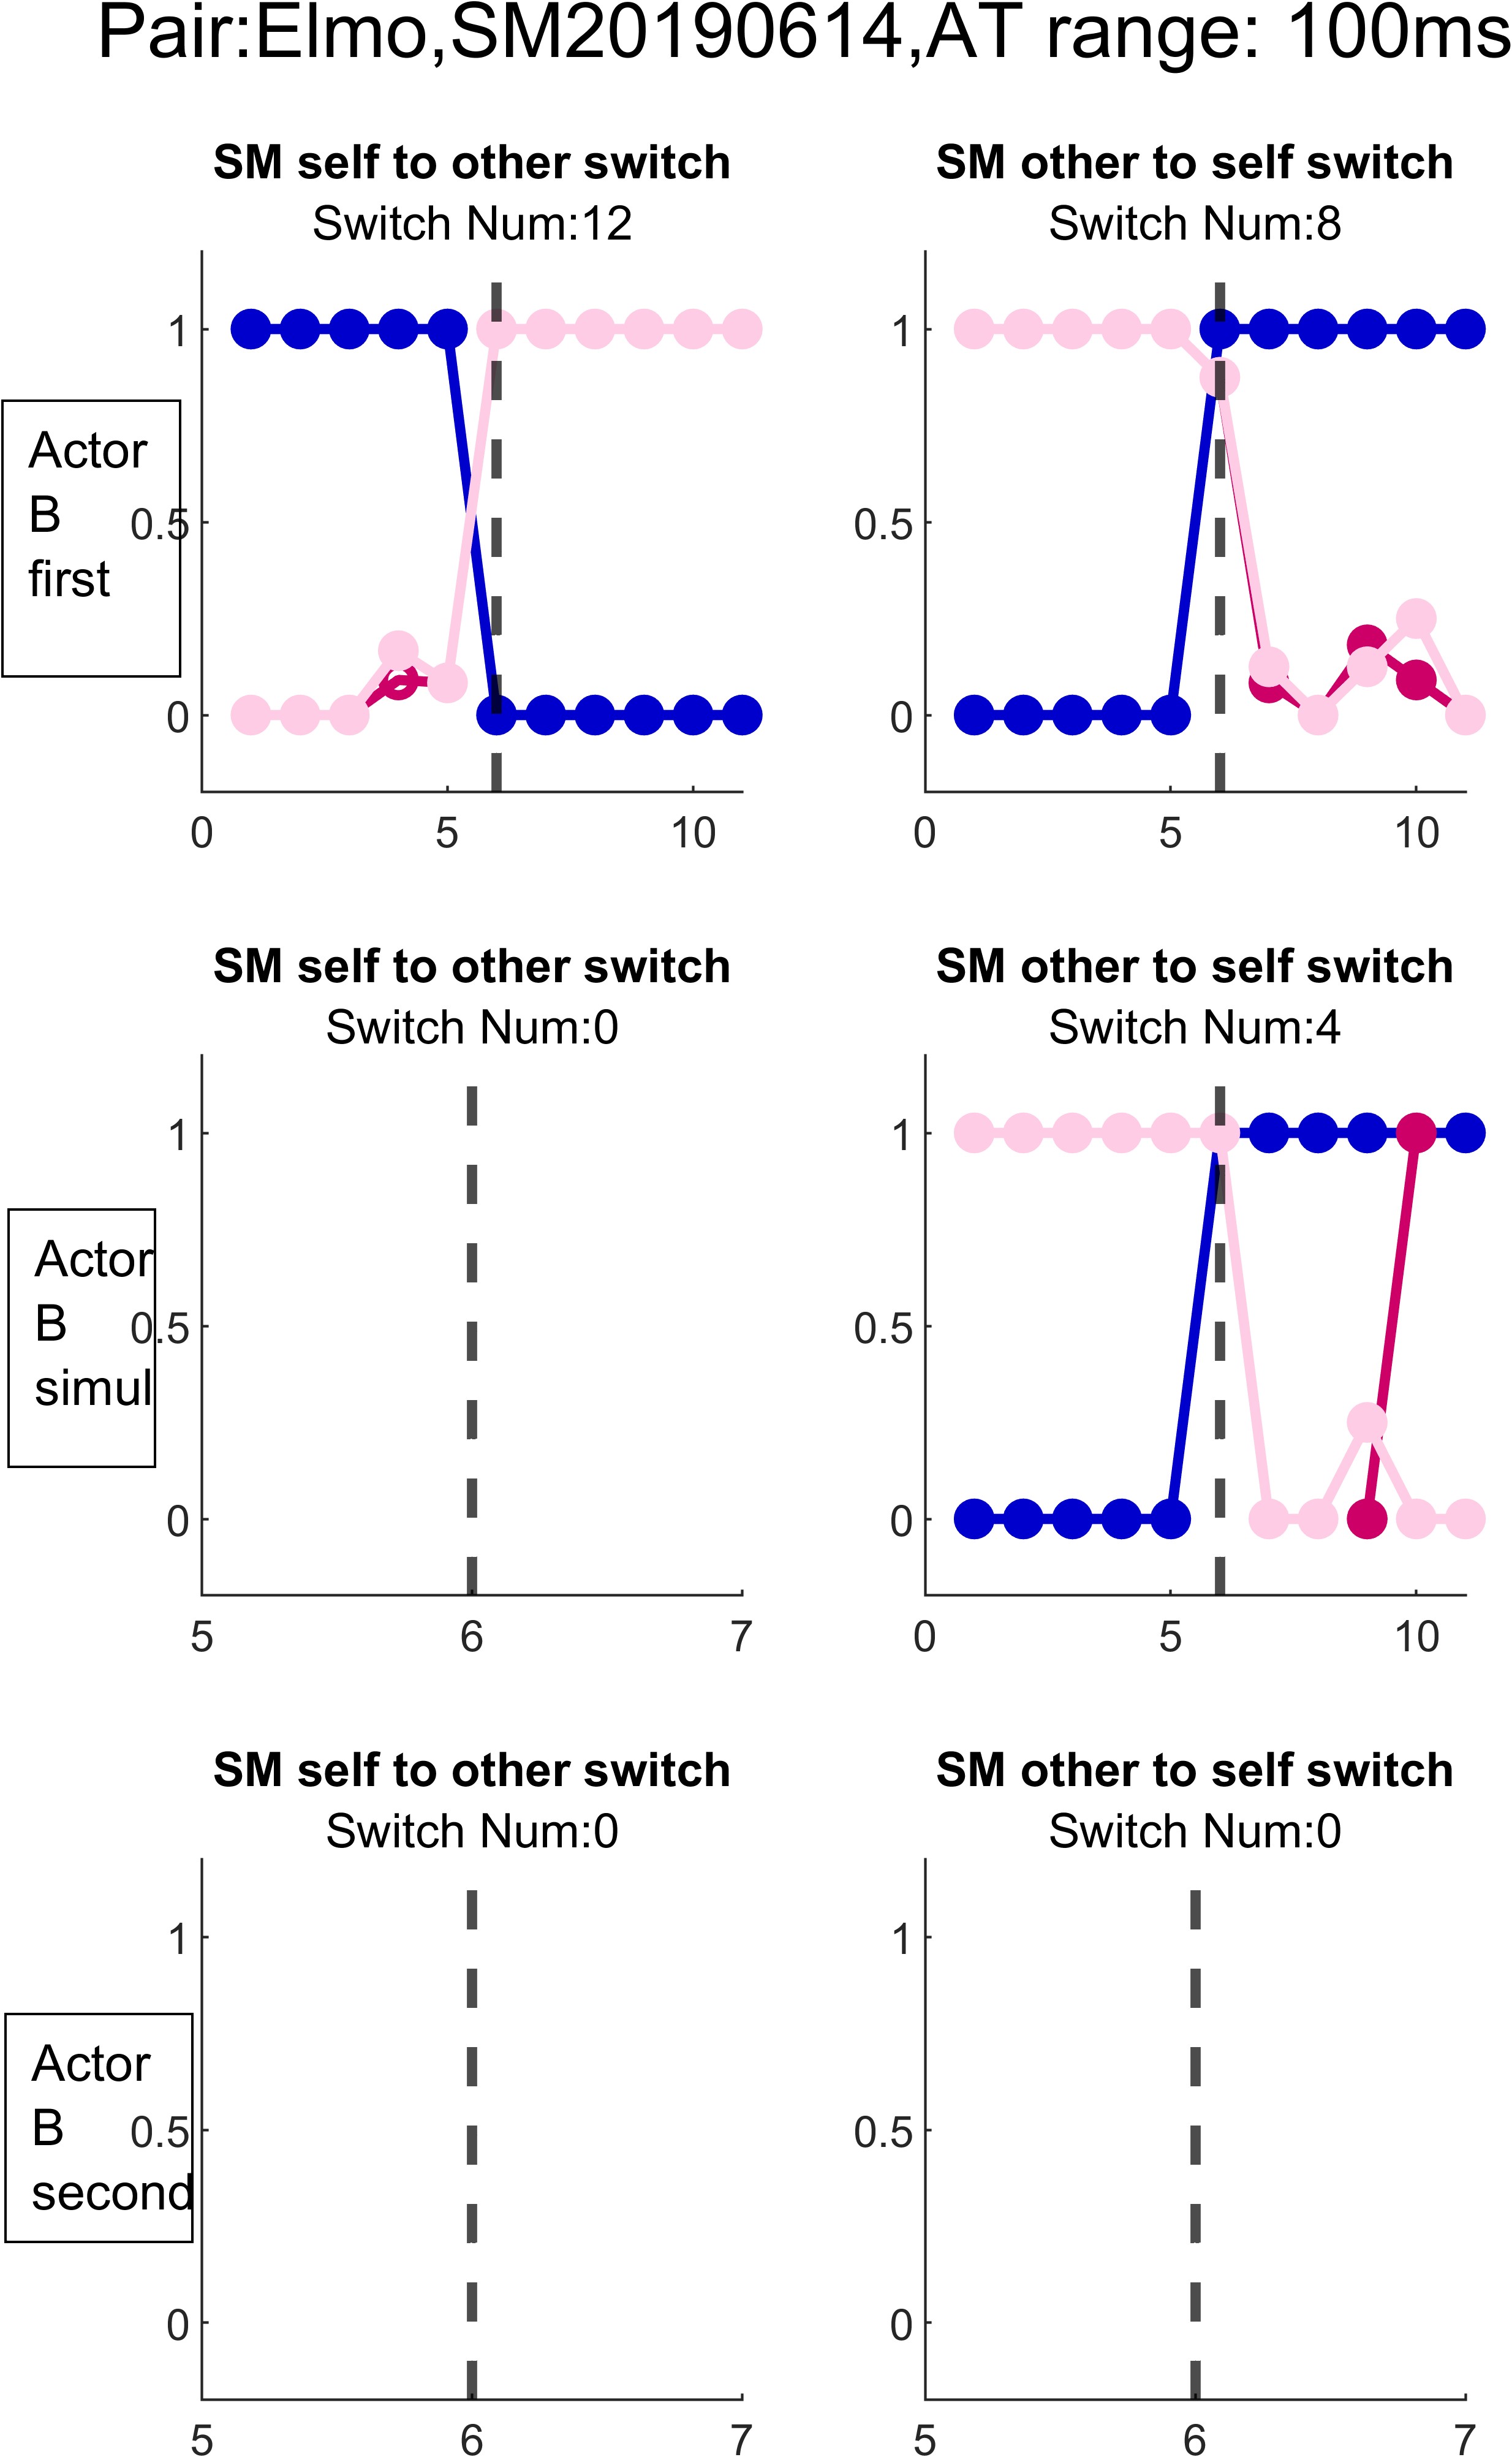 Pair:Elmo,SM20190614,AT range: 100ms
SM self to other switch
Switch Num:12
SM other to self switch
Switch Num:8
Actor
B
first
1
0.5
0
0 5 10
1
0.5
0
0 5 10
SM self to other switch
Switch Num:0
SM other to self switch
Switch Num:4
Actor
B
simul
1
0.5
0
5 6 7
1
0.5
0
0 5 10
SM self to other switch
Switch Num:0
SM other to self switch
Switch Num:0
Actor
B
second
1
0.5
0
5 6 7
1
0.5
0
5 6 7